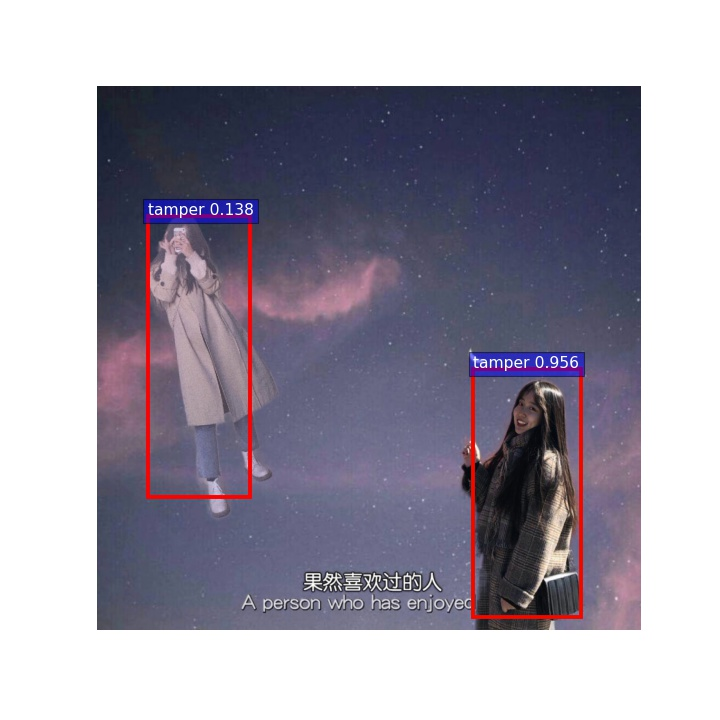 tamper 0.138
tamper 0.956
果然喜欢过的人
A person who has enjoyed